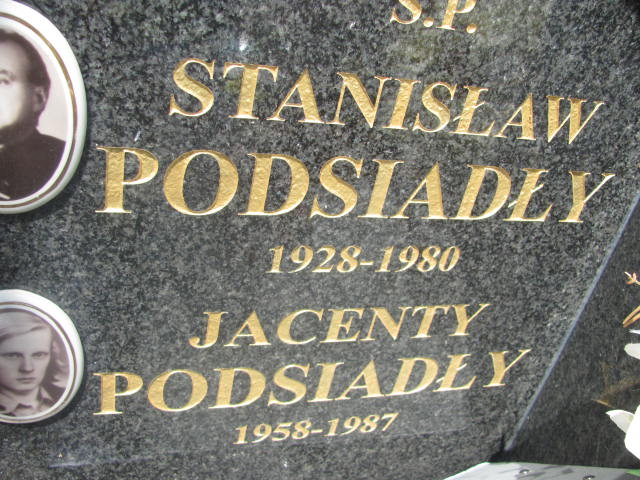 S.P.
STANISŁAW
PODSIADŁY
1928-1980
JACENTY
PODSIADŁY
1958-1987